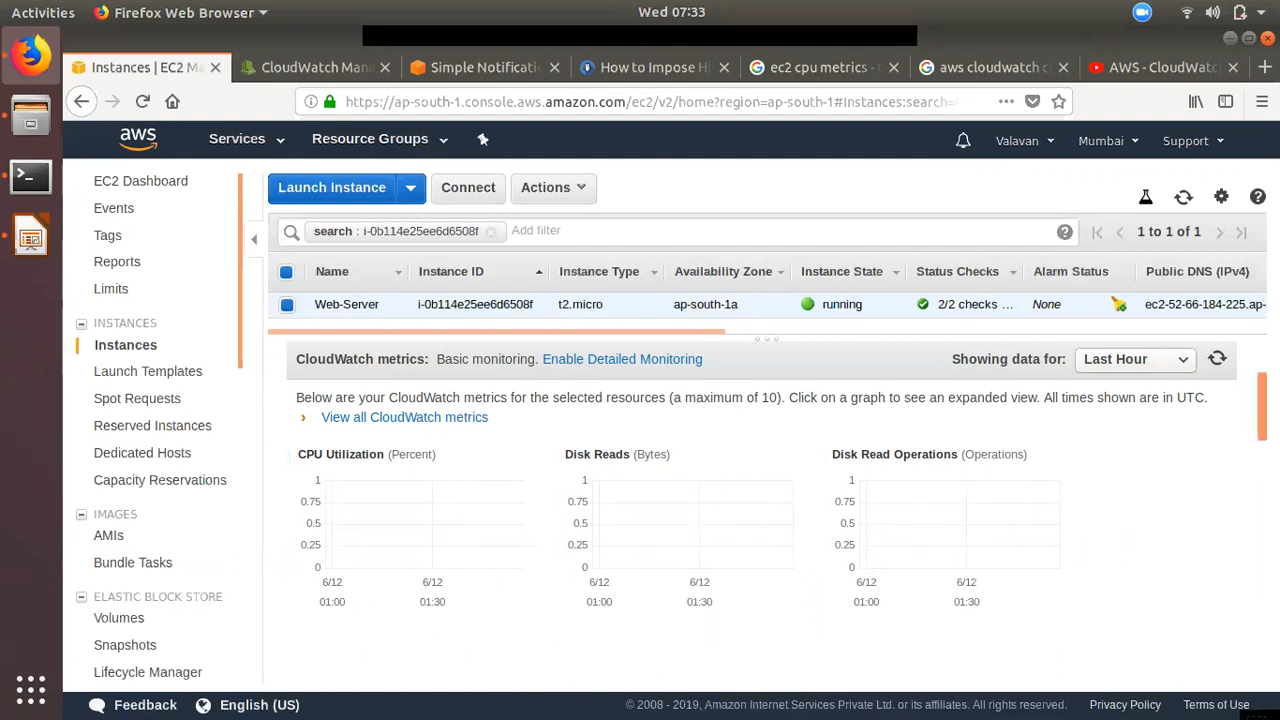 Activities Firefox Web Browser Wed 07:33
Instances | EC2 Ma CloudWatch Man Simple Notificati How to Impose H ec2 cpu metrics - aws cloudwatch c AWS - CloudWat
https://ap-south-1.console.aws.amazon.com/ec2/v2/home?region=ap-south-1#Instances:search=
aws Services Resource Groups Valavan Mumbai Support
EC2 Dashboard
Events
Tags
Reports
Limits
INSTANCES
Instances
Launch Templates
Spot Requests
Reserved Instances
Dedicated Hosts
Capacity Reservations
IMAGES
AMIs
Bundle Tasks
ELASTIC BLOCK STORE
Volumes
Snapshots
Lifecycle Manager
Launch Instance Connect Actions
search : i-0b114e25ee6d6508f Add filter 1 to 1 of 1
Name Instance ID Instance Type Availability Zone Instance State Status Checks Alarm Status Public DNS (IPv4)
Web-Server i-0b114e25ee6d6508f t2.micro ap-south-1a running 2/2 checks ... None ec2-52-66-184-225.ap-
CloudWatch metrics: Basic monitoring. Enable Detailed Monitoring Showing data for: Last Hour
Below are your CloudWatch metrics for the selected resources (a maximum of 10). Click on a graph to see an expanded view. All times shown are in UTC.
View all CloudWatch metrics
CPU Utilization (Percent) Disk Reads (Bytes) Disk Read Operations (Operations)
1 1 1
0.75 0.75 0.75
0.5 0.5 0.5
0.25 0.25 0.25
0 0 0
6/12 6/12 6/12 6/12 6/12 6/12
01:00 01:30 01:00 01:30 01:00 01:30
Feedback English (US) © 2008 - 2019, Amazon Internet Services Private Ltd. or its affiliates. All rights reserved. Privacy Policy Terms of Use